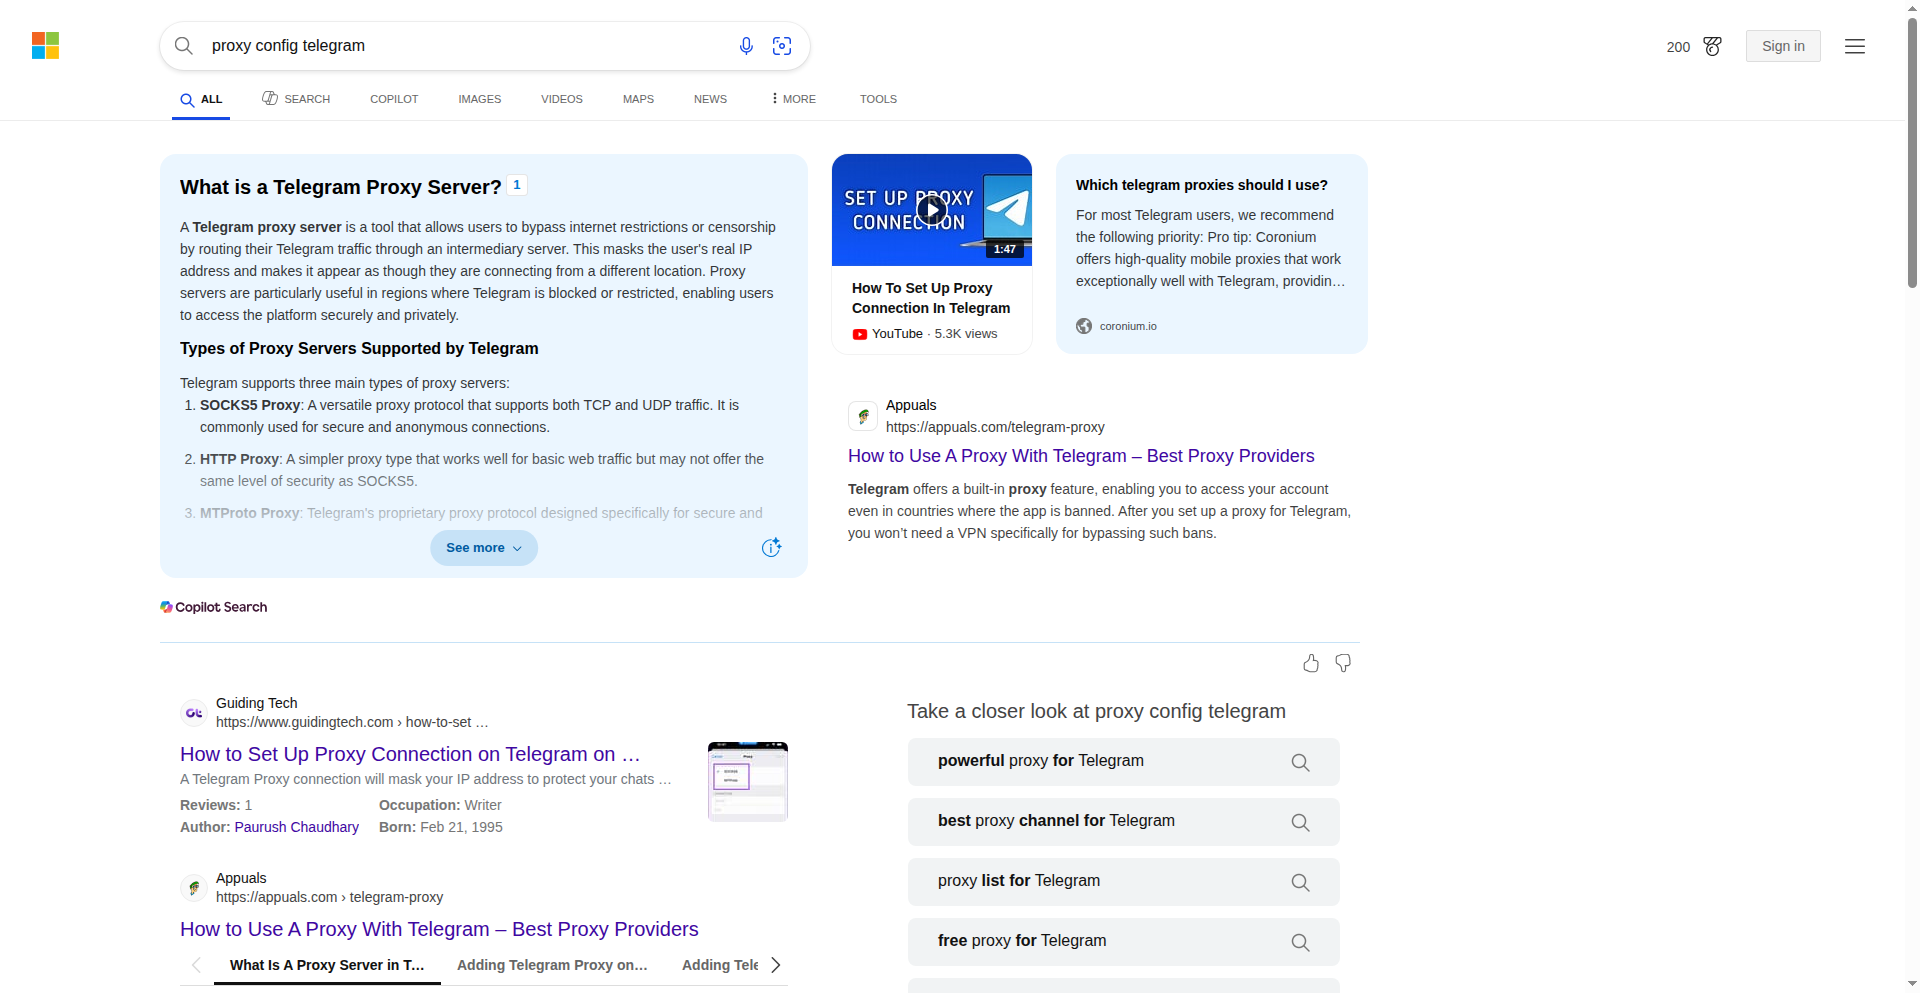 proxy config telegram
200
Sign in
ALL
SEARCH
COPILOT
IMAGES
VIDEOS
MAPS
NEWS
MORE
TOOLS
What is a Telegram Proxy Server? 1
A Telegram proxy server is a tool that allows users to bypass internet restrictions or censorship
by routing their Telegram traffic through an intermediary server. This masks the user's real IP
address and makes it appear as though they are connecting from a different location. Proxy
servers are particularly useful in regions where Telegram is blocked or restricted, enabling users
to access the platform securely and privately.
Types of Proxy Servers Supported by Telegram
Telegram supports three main types of proxy servers:
1. SOCKS5 Proxy: A versatile proxy protocol that supports both TCP and UDP traffic. It is
commonly used for secure and anonymous connections.
2. HTTP Proxy: A simpler proxy type that works well for basic web traffic but may not offer the
same level of security as SOCKS5.
3. MTProto Proxy: Telegram's proprietary proxy protocol designed specifically for secure and
See more
Copilot Search
SET UP PROXY
CONNECTION
1:47
How To Set Up Proxy
Connection In Telegram
YouTube · 5.3K views
Which telegram proxies should I use?
For most Telegram users, we recommend
the following priority: Pro tip: Coronium
offers high-quality mobile proxies that work
exceptionally well with Telegram, providin…
coronium.io
Appuals
https://appuals.com/telegram-proxy
How to Use A Proxy With Telegram – Best Proxy Providers
Telegram offers a built-in proxy feature, enabling you to access your account
even in countries where the app is banned. After you set up a proxy for Telegram,
you won’t need a VPN specifically for bypassing such bans.
Guiding Tech
https://www.guidingtech.com › how-to-set …
How to Set Up Proxy Connection on Telegram on …
A Telegram Proxy connection will mask your IP address to protect your chats …
Reviews: 1
Occupation: Writer
Author: Paurush Chaudhary
Born: Feb 21, 1995
Appuals
https://appuals.com › telegram-proxy
How to Use A Proxy With Telegram – Best Proxy Providers
What Is A Proxy Server in T…
Adding Telegram Proxy on…
Adding Tele
Take a closer look at proxy config telegram
powerful proxy for Telegram
best proxy channel for Telegram
proxy list for Telegram
free proxy for Telegram